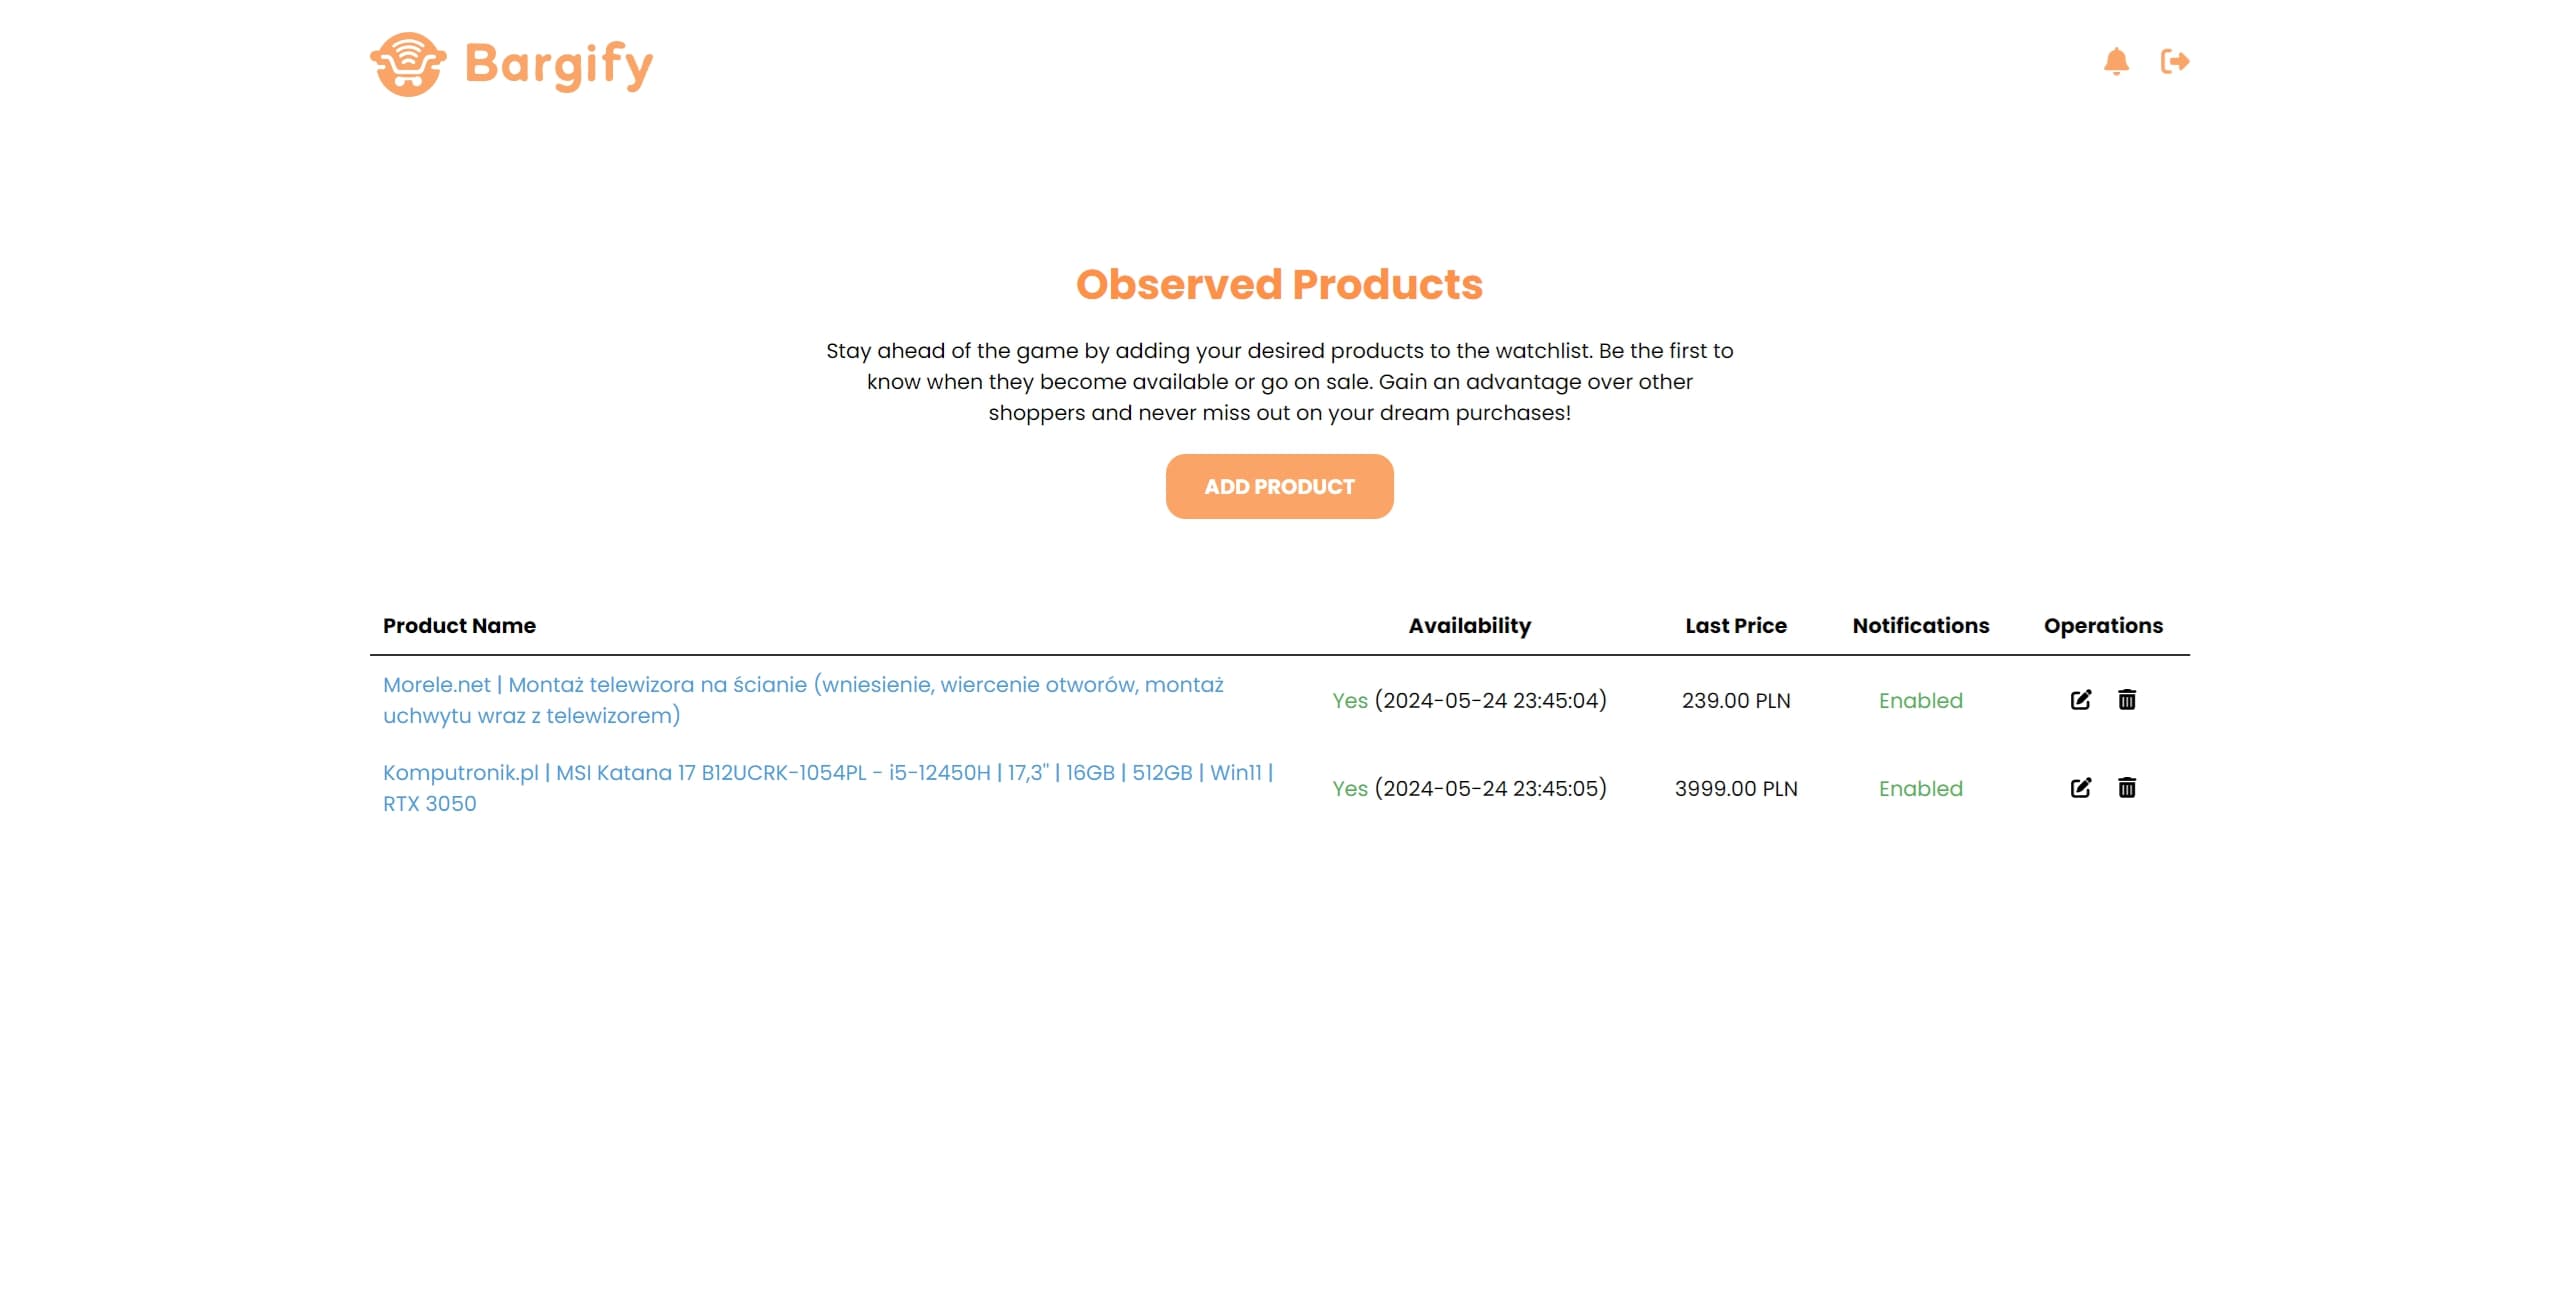 Bargify
Observed Products
Stay ahead of the game by adding your desired products to the watchlist. Be the first to
know when they become available or go on sale. Gain an advantage over other
shoppers and never miss out on your dream purchases!
ADD PRODUCT
Product Name Availability Last Price Notifications Operations
Morele.net | Montaż telewizora na ścianie (wniesienie, wiercenie otworów, montaż
uchwytu wraz z telewizorem)
Yes (2024-05-24 23:45:04) 239.00 PLN Enabled
Komputronik.pl | MSI Katana 17 B12UCRK-1054PL - i5-12450H | 17,3" | 16GB | 512GB | Win11 |
RTX 3050
Yes (2024-05-24 23:45:05) 3999.00 PLN Enabled